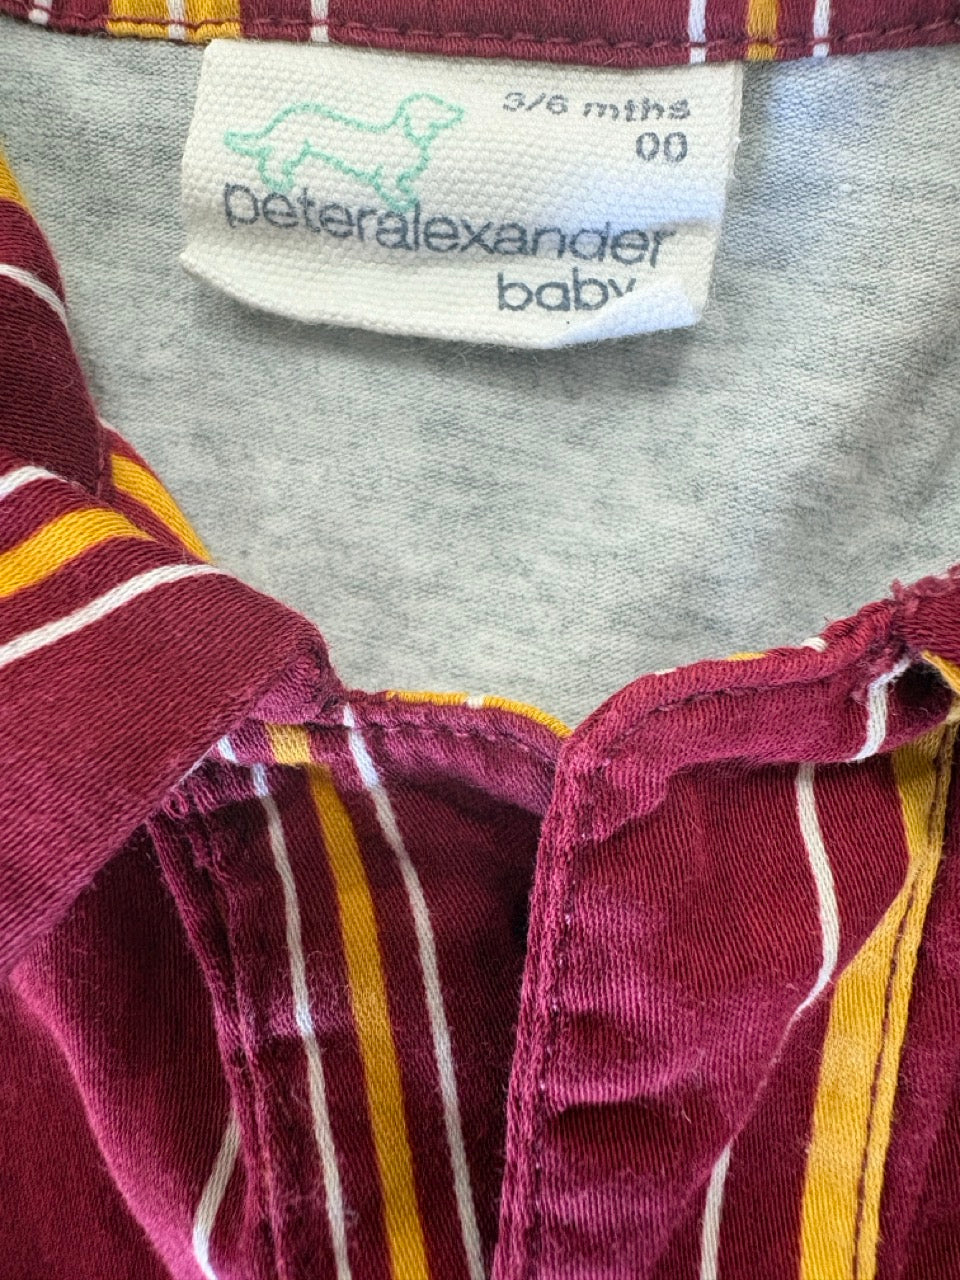 3/6 mths
00
peteralexander
baby